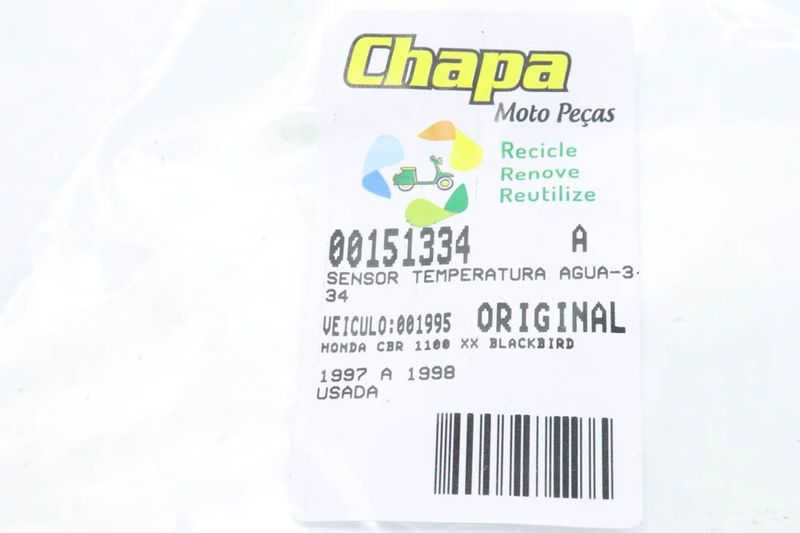 Chapa
Moto Peças
Recicle
Renove
Reutilize
00151334 A
SENSOR TEMPERATURA AGUA-3-
34
VEICULO:001995 ORIGINAL
HONDA CBR 1100 XX BLACKBIRD
1997 A 1998
USADA